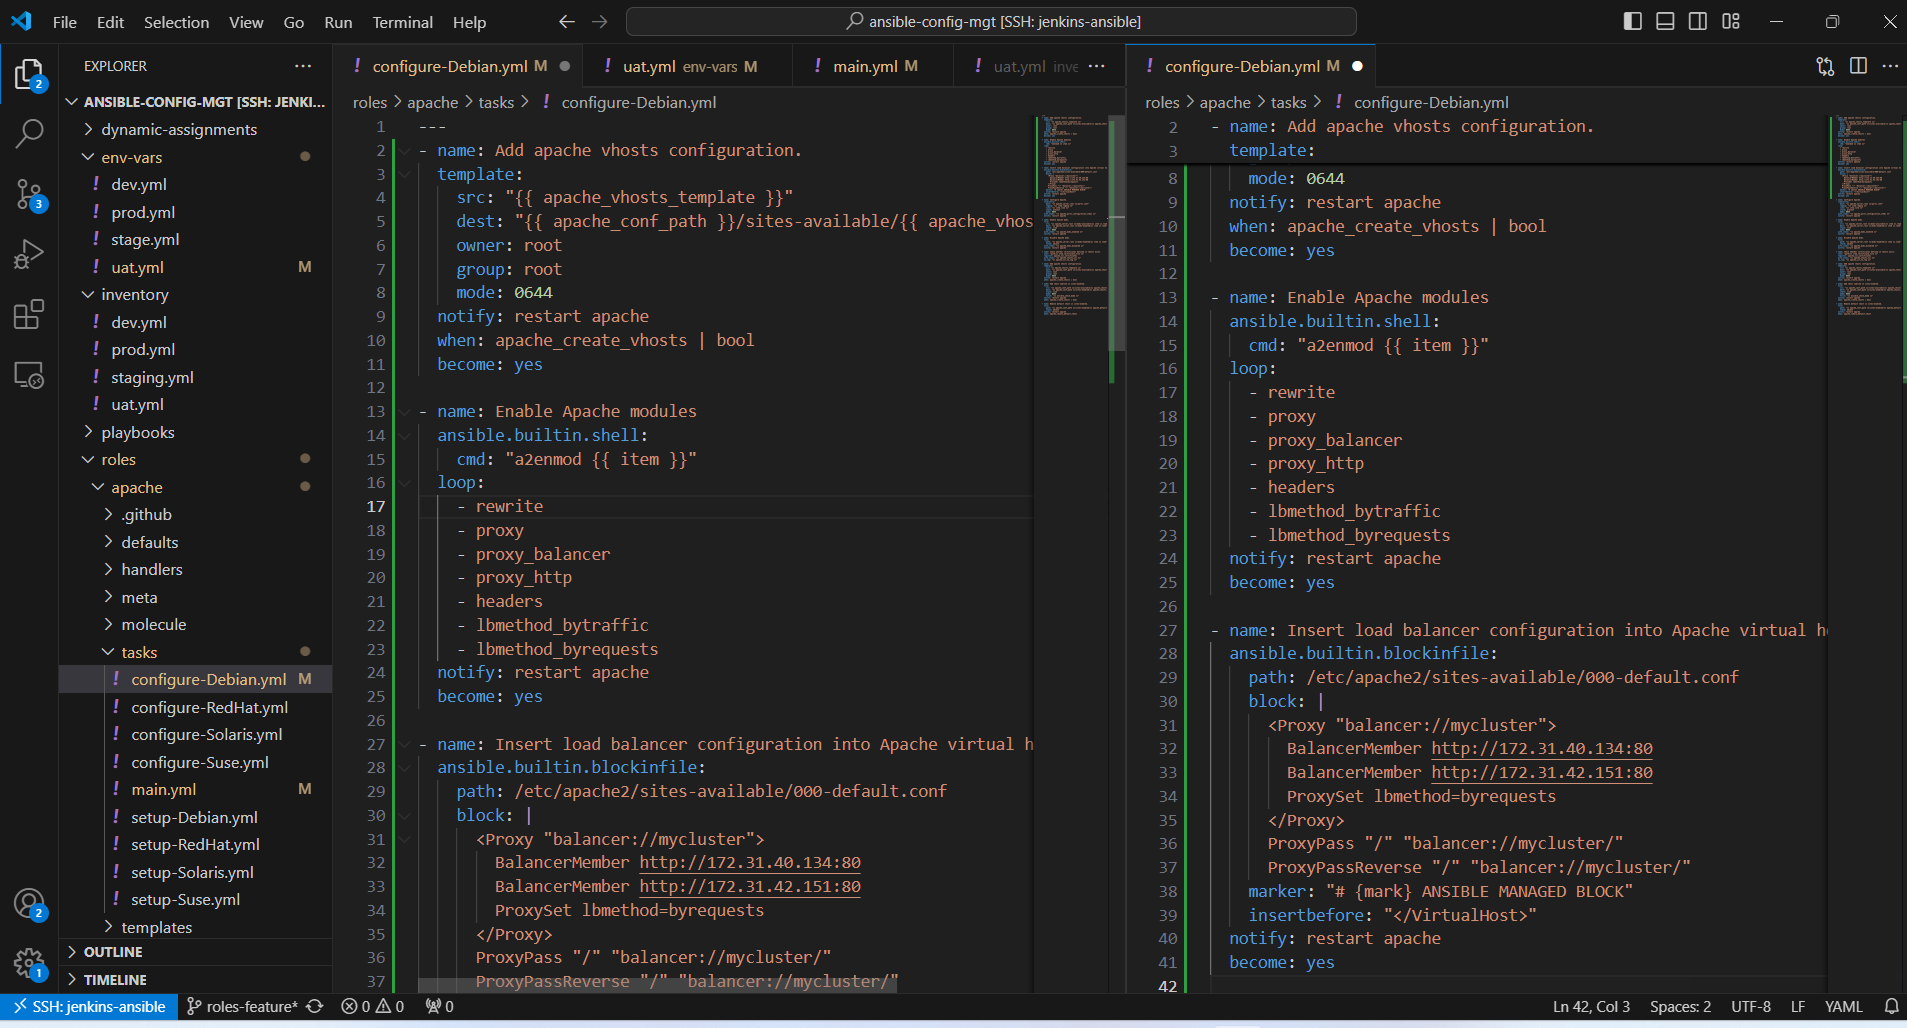 File Edit Selection View Go Run Terminal Help
ansible-config-mgt [SSH: jenkins-ansible]
EXPLORER
ANSIBLE-CONFIG-MGT [SSH: JENKI...
dynamic-assignments
env-vars
dev.yml
prod.yml
stage.yml
uat.yml M
inventory
dev.yml
prod.yml
staging.yml
uat.yml
playbooks
roles
apache
.github
defaults
handlers
meta
molecule
tasks
configure-Debian.yml M
configure-RedHat.yml
configure-Solaris.yml
configure-Suse.yml
main.yml M
setup-Debian.yml
setup-RedHat.yml
setup-Solaris.yml
setup-Suse.yml
templates
OUTLINE
TIMELINE
2
3
2
1
configure-Debian.yml M
uat.yml env-vars M
main.yml M
uat.yml inve
roles > apache > tasks > ! configure-Debian.yml
1 ---
2 - name: Add apache vhosts configuration.
3 template:
4 src: "{{ apache_vhosts_template }}"
5 dest: "{{ apache_conf_path }}/sites-available/{{ apache_vhos
6 owner: root
7 group: root
8 mode: 0644
9 notify: restart apache
10 when: apache_create_vhosts | bool
11 become: yes
12
13 - name: Enable Apache modules
14 ansible.builtin.shell:
15 cmd: "a2enmod {{ item }}"
16 loop:
17 - rewrite
18 - proxy
19 - proxy_balancer
20 - proxy_http
21 - headers
22 - lbmethod_bytraffic
23 - lbmethod_byrequests
24 notify: restart apache
25 become: yes
26
27 - name: Insert load balancer configuration into Apache virtual h
28 ansible.builtin.blockinfile:
29 path: /etc/apache2/sites-available/000-default.conf
30 block: |
31 <Proxy "balancer://mycluster">
32 BalancerMember http://172.31.40.134:80
33 BalancerMember http://172.31.42.151:80
34 ProxySet lbmethod=byrequests
35 </Proxy>
36 ProxyPass "/" "balancer://mycluster/"
37 ProxyPassReverse "/" "balancer://mycluster/"
configure-Debian.yml M
roles > apache > tasks > ! configure-Debian.yml
2 - name: Add apache vhosts configuration.
3 template:
8 mode: 0644
9 notify: restart apache
10 when: apache_create_vhosts | bool
11 become: yes
12
13 - name: Enable Apache modules
14 ansible.builtin.shell:
15 cmd: "a2enmod {{ item }}"
16 loop:
17 - rewrite
18 - proxy
19 - proxy_balancer
20 - proxy_http
21 - headers
22 - lbmethod_bytraffic
23 - lbmethod_byrequests
24 notify: restart apache
25 become: yes
26
27 - name: Insert load balancer configuration into Apache virtual h
28 ansible.builtin.blockinfile:
29 path: /etc/apache2/sites-available/000-default.conf
30 block: |
31 <Proxy "balancer://mycluster">
32 BalancerMember http://172.31.40.134:80
33 BalancerMember http://172.31.42.151:80
34 ProxySet lbmethod=byrequests
35 </Proxy>
36 ProxyPass "/" "balancer://mycluster/"
37 ProxyPassReverse "/" "balancer://mycluster/"
38 marker: "# {mark} ANSIBLE MANAGED BLOCK"
39 insertbefore: "</VirtualHost>"
40 notify: restart apache
41 become: yes
42
SSH: jenkins-ansible roles-feature* 0 0 0 Ln 42, Col 3 Spaces: 2 UTF-8 LF YAML